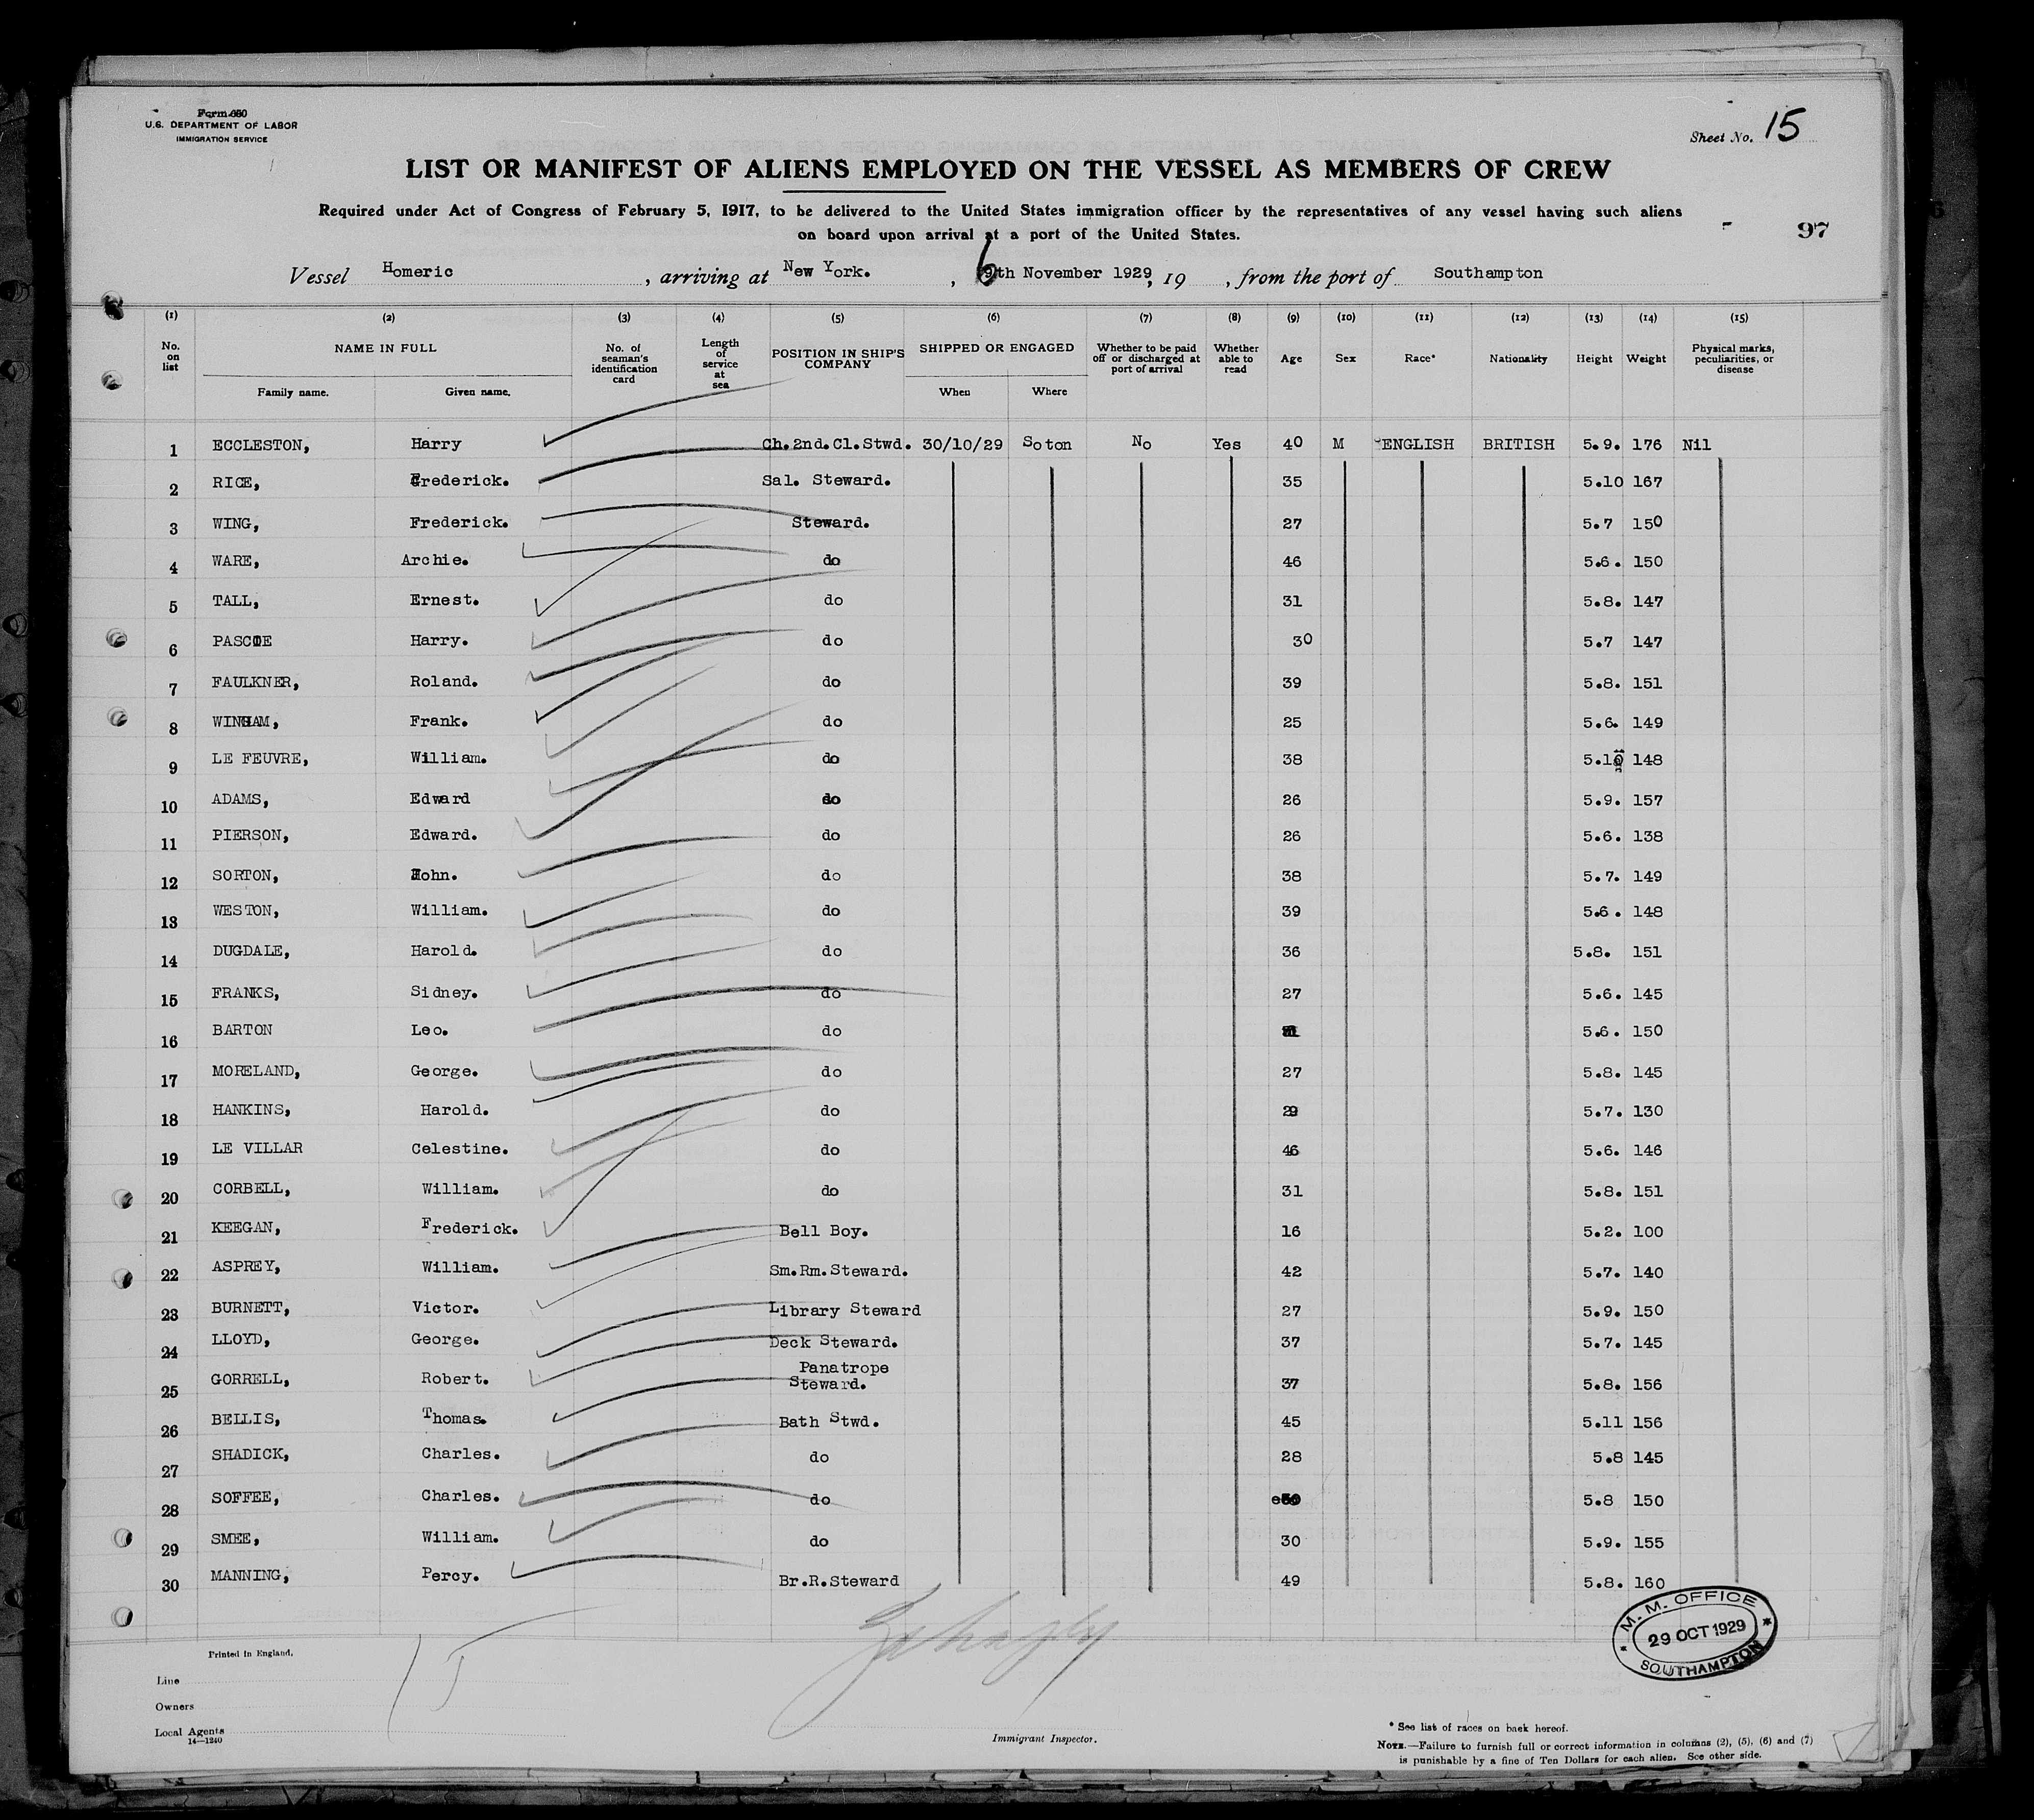 Form 680
U.S. DEPARTMENT OF LABOR
IMMIGRATION SERVICE
Sheet No. 15
LIST OR MANIFEST OF ALIENS EMPLOYED ON THE VESSEL AS MEMBERS OF CREW
Required under Act of Congress of February 5, 1917, to be delivered to the United States immigration officer by the representatives of any vessel having such aliens
on board upon arrival at a port of the United States.
97
Vessel Homeric , arriving at New York. , 6th November 1929, 19 , from the port of Southampton
(1) (2) (3) (4) (5) (6) (7) (8) (9) (10) (11) (12) (13) (14) (15)
No. on list NAME IN FULL Family name. Given name. No. of seaman's identification card Length of service at sea POSITION IN SHIP'S COMPANY SHIPPED OR ENGAGED When Where Whether to be paid off or discharged at port of arrival Whether able to read Age Sex Race* Nationality Height Weight Physical marks, peculiarities, or disease
1 ECCLESTON, Harry Ch.2nd.Cl.Stwd. 30/10/29 Soton No Yes 40 M ENGLISH BRITISH 5.9. 176 Nil
2 RICE, Frederick. Sal. Steward. 35 5.10 167
3 WING, Frederick. Steward. 27 5.7 150
4 WARE, Archie. do 46 5.6. 150
5 TALL, Ernest. do 31 5.8. 147
6 PASCOE Harry. do 30 5.7 147
7 FAULKNER, Roland. do 39 5.8. 151
8 WINHAM, Frank. do 25 5.6. 149
9 LE FEUVRE, William. do 38 5.10 148
10 ADAMS, Edward do 26 5.9. 157
11 PIERSON, Edward. do 26 5.6. 138
12 SORTON, John. do 38 5.7. 149
13 WESTON, William. do 39 5.6. 148
14 DUGDALE, Harold. do 36 5.8. 151
15 FRANKS, Sidney. do 27 5.6. 145
16 BARTON Leo. do 5.6. 150
17 MORELAND, George. do 27 5.8. 145
18 HANKINS, Harold. do 29 5.7. 130
19 LE VILLAR Celestine. do 46 5.6. 146
20 CORBELL, William. do 31 5.8. 151
21 KEEGAN, Frederick. Bell Boy. 16 5.2. 100
22 ASPREY, William. Sm.Rm.Steward. 42 5.7. 140
23 BURNETT, Victor. Library Steward 27 5.9. 150
24 LLOYD, George. Deck Steward. 37 5.7. 145
25 GORRELL, Robert. Panatrope Steward. 37 5.8. 156
26 BELLIS, Thomas. Bath Stwd. 45 5.11 156
27 SHADICK, Charles. do 28 5.8 145
28 SOFFEE, Charles. do 5.8 150
29 SMEE, William. do 30 5.9. 155
30 MANNING, Percy. Br.R.Steward 49 5.8. 160
M.M. OFFICE
29 OCT 1929
SOUTHAMPTON
Printed in England.
Line
Owners
Local Agents
14—1240
Immigrant Inspector.
* See list of races on back hereof.
NOTE.—Failure to furnish full or correct information in columns (2), (5), (6) and (7)
is punishable by a fine of Ten Dollars for each alien. See other side.